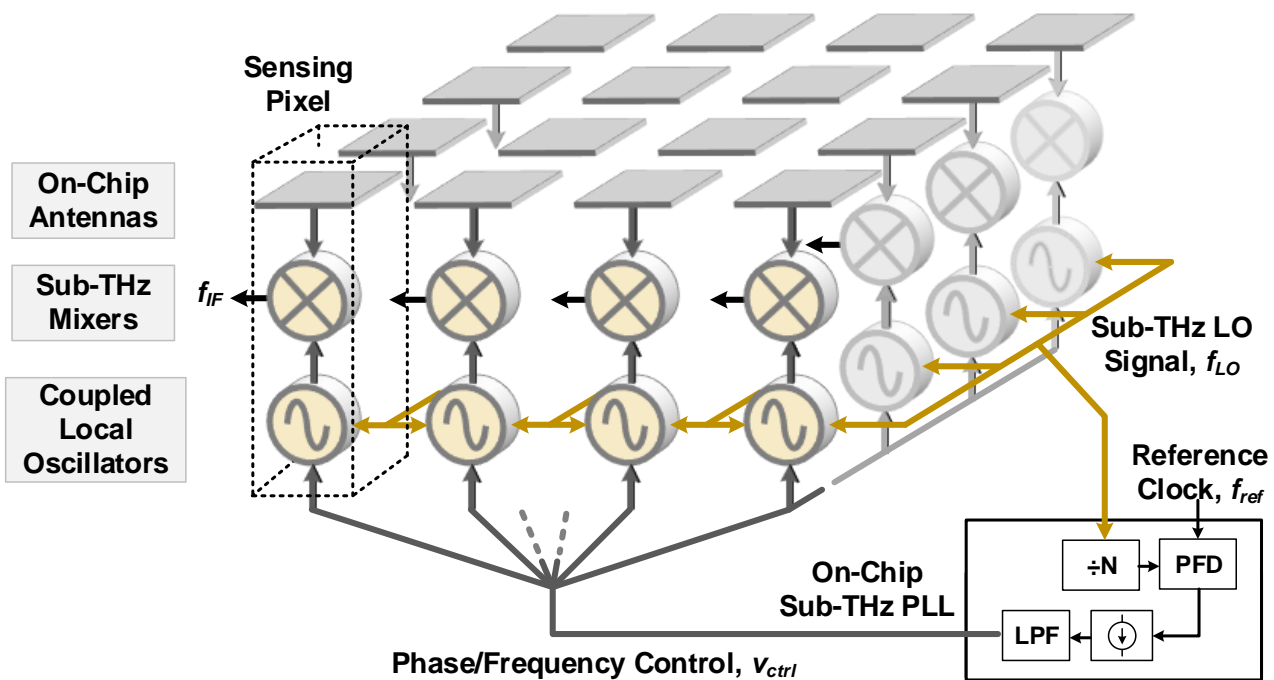 Sensing
Pixel
On-Chip
Antennas
Sub-THz
Mixers
f_IF
Coupled
Local
Oscillators
Sub-THz LO
Signal, f_LO
Reference
Clock, f_ref
÷N
PFD
On-Chip
Sub-THz PLL
LPF
Phase/Frequency Control, v_ctrl